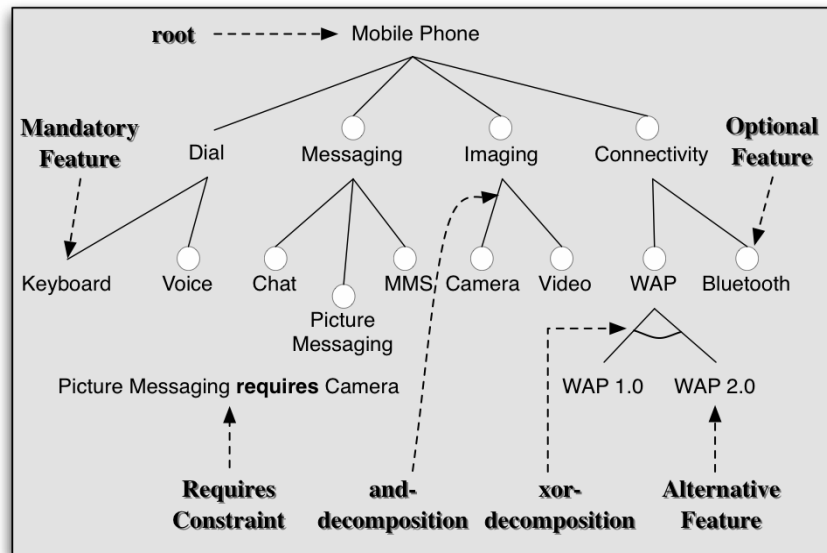 root
Mobile Phone
Mandatory
Feature
Optional
Feature
Dial
Messaging
Imaging
Connectivity
Keyboard
Voice
Chat
MMS
Camera
Video
WAP
Bluetooth
Picture
Messaging
Picture Messaging requires Camera
WAP 1.0
WAP 2.0
Requires
Constraint
and-
decomposition
xor-
decomposition
Alternative
Feature